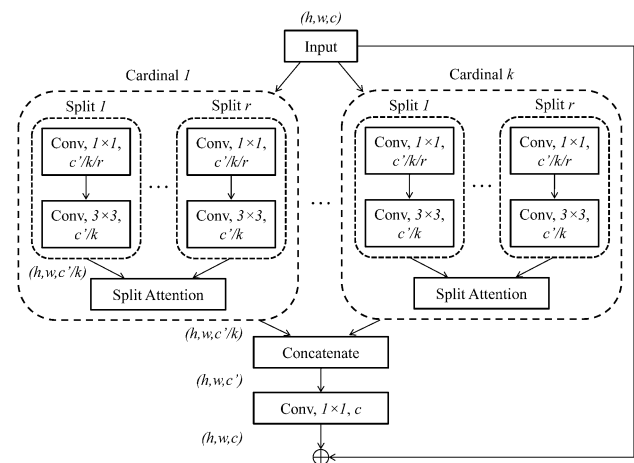 (h,w,c)
Input
Cardinal 1
Cardinal k
Split 1
Split r
Split 1
Split r
Conv, 1×1,
c'/k/r
Conv, 1×1,
c'/k/r
Conv, 1×1,
c'/k/r
Conv, 1×1,
c'/k/r
...
...
...
Conv, 3×3,
c'/k
Conv, 3×3,
c'/k
Conv, 3×3,
c'/k
Conv, 3×3,
c'/k
(h,w,c'/k)
Split Attention
Split Attention
(h,w,c'/k)
Concatenate
(h,w,c')
Conv, 1×1, c
(h,w,c)